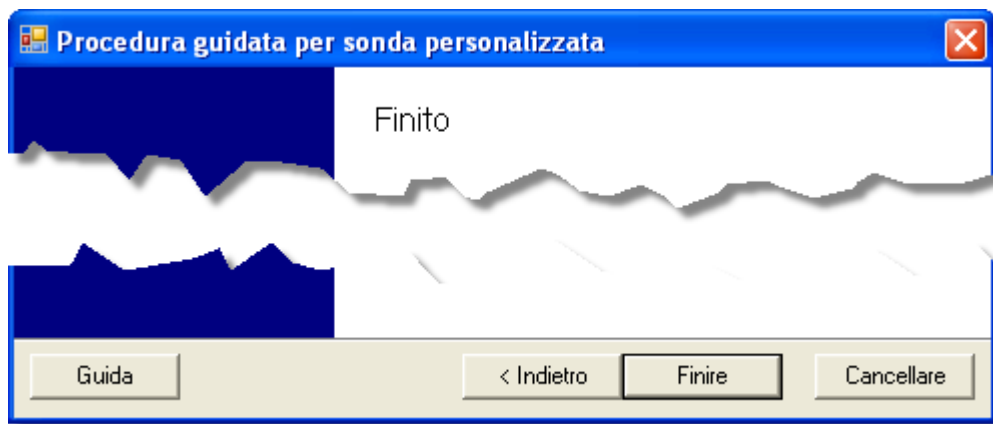 Procedura guidata per sonda personalizzata
Finito
Guida
< Indietro
Finire
Cancellare